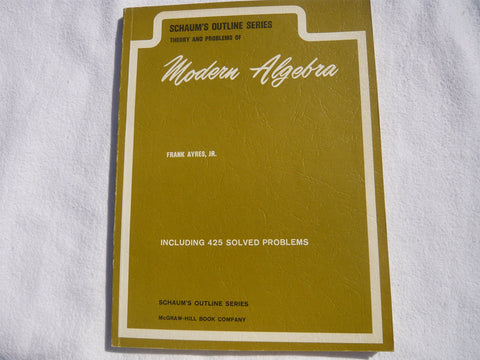 SCHAUM'S OUTLINE SERIES
THEORY AND PROBLEMS OF
Modern Algebra
FRANK AYRES, JR.
INCLUDING 425 SOLVED PROBLEMS
SCHAUM'S OUTLINE SERIES
McGRAW-HILL BOOK COMPANY